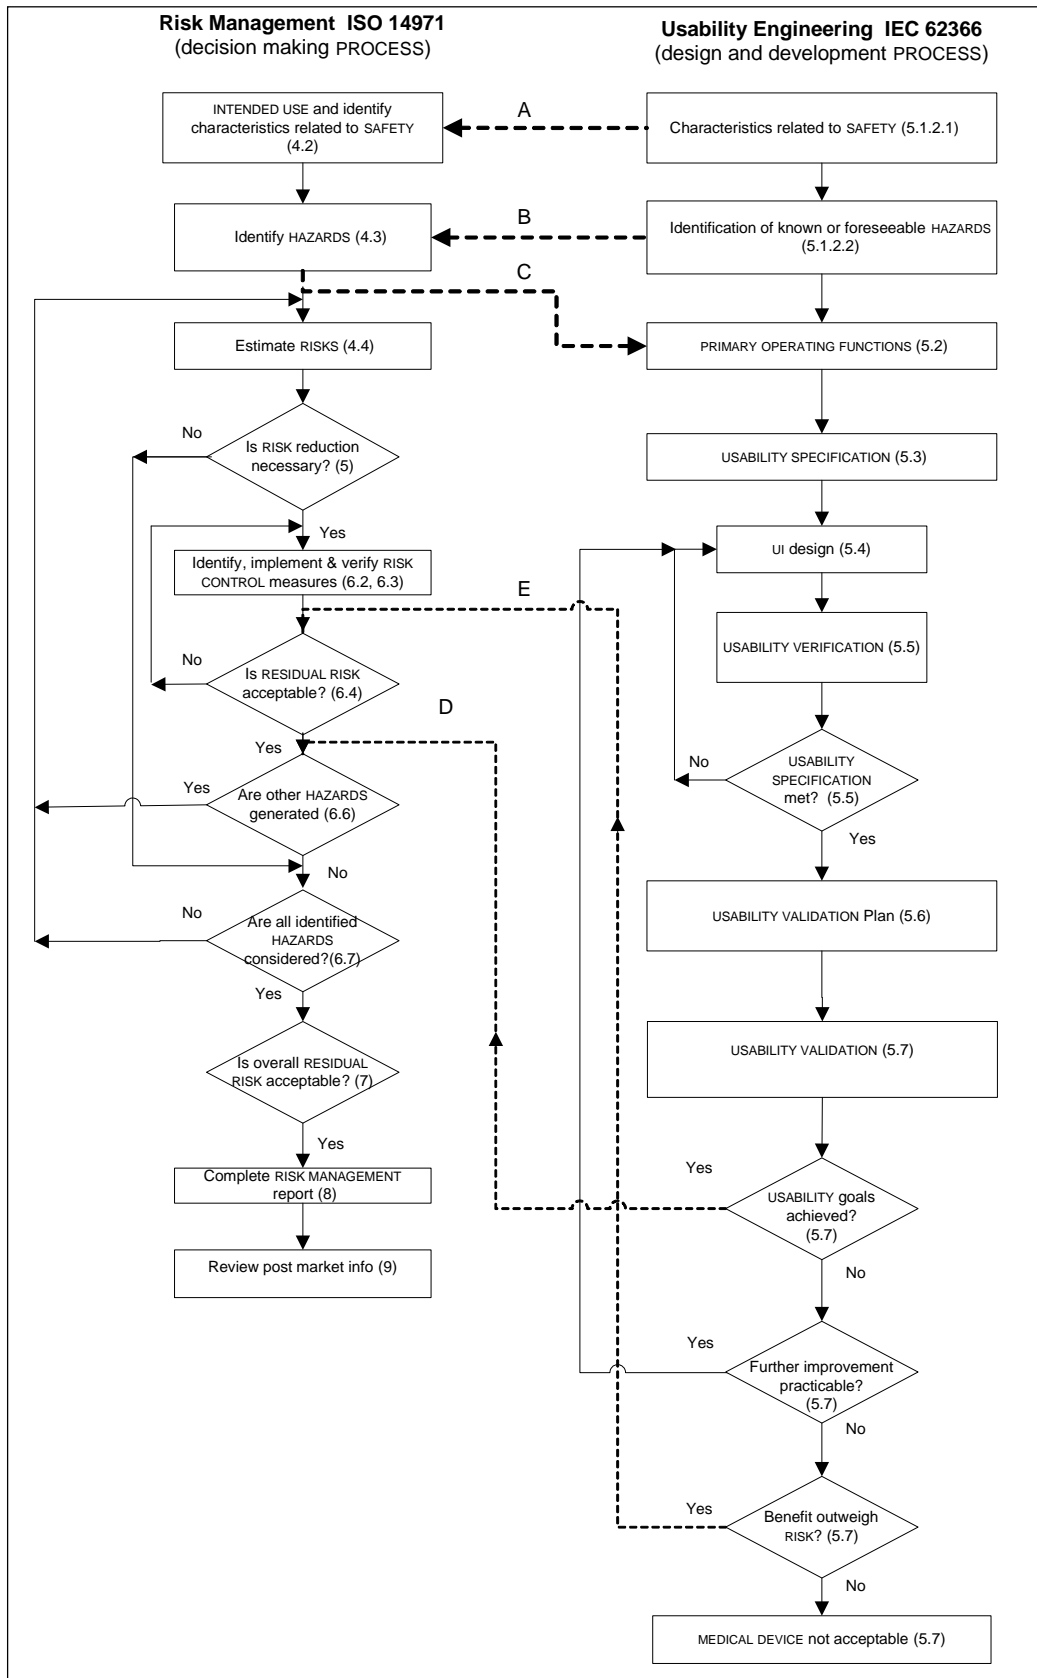 Risk Management ISO 14971
(decision making PROCESS)
INTENDED USE and identify
characteristics related to SAFETY
(4.2)
Identify HAZARDS (4.3)
Estimate RISKS (4.4)
No
Is RISK reduction
necessary? (5)
Yes
Identify, implement & verify RISK
CONTROL measures (6.2, 6.3)
No
Is RESIDUAL RISK
acceptable? (6.4)
Yes
Yes
Are other HAZARDS
generated (6.6)
No
No
Are all identified
HAZARDS
considered?(6.7)
Yes
Is overall RESIDUAL
RISK acceptable? (7)
Yes
Complete RISK MANAGEMENT
report (8)
Review post market info (9)
A
B
C
E
D
Usability Engineering IEC 62366
(design and development PROCESS)
Characteristics related to SAFETY (5.1.2.1)
Identification of known or foreseeable HAZARDS
(5.1.2.2)
PRIMARY OPERATING FUNCTIONS (5.2)
USABILITY SPECIFICATION (5.3)
UI design (5.4)
USABILITY VERIFICATION (5.5)
No
USABILITY
SPECIFICATION
met? (5.5)
Yes
USABILITY VALIDATION Plan (5.6)
USABILITY VALIDATION (5.7)
Yes
USABILITY goals
achieved?
(5.7)
No
Yes
Further improvement
practicable?
(5.7)
No
Yes
Benefit outweigh
RISK? (5.7)
No
MEDICAL DEVICE not acceptable (5.7)